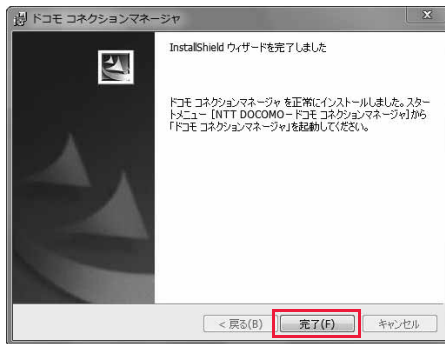 ドコモ コネクションマネージャ
x
InstallShield ウィザードを完了しました
ドコモ コネクションマネージャ を正常にインストールしました。スター
トメニュー [NTT DOCOMO－ドコモ コネクションマネージャ]から
「ドコモ コネクションマネージャ」を起動してください。
< 戻る(B) 完了(F) キャンセル